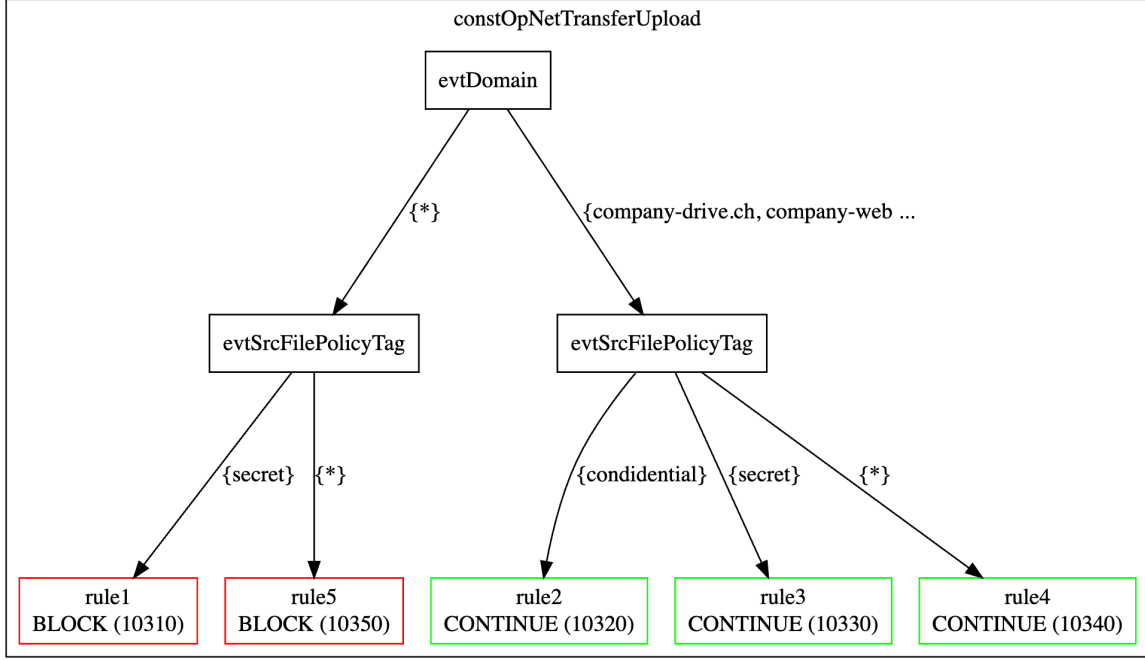 constOpNetTransferUpload
evtDomain
{*}
{company-drive.ch, company-web ...
evtSrcFilePolicyTag
evtSrcFilePolicyTag
{secret}
{*}
{condidential}
{secret}
{*}
rule1
BLOCK (10310)
rule5
BLOCK (10350)
rule2
CONTINUE (10320)
rule3
CONTINUE (10330)
rule4
CONTINUE (10340)